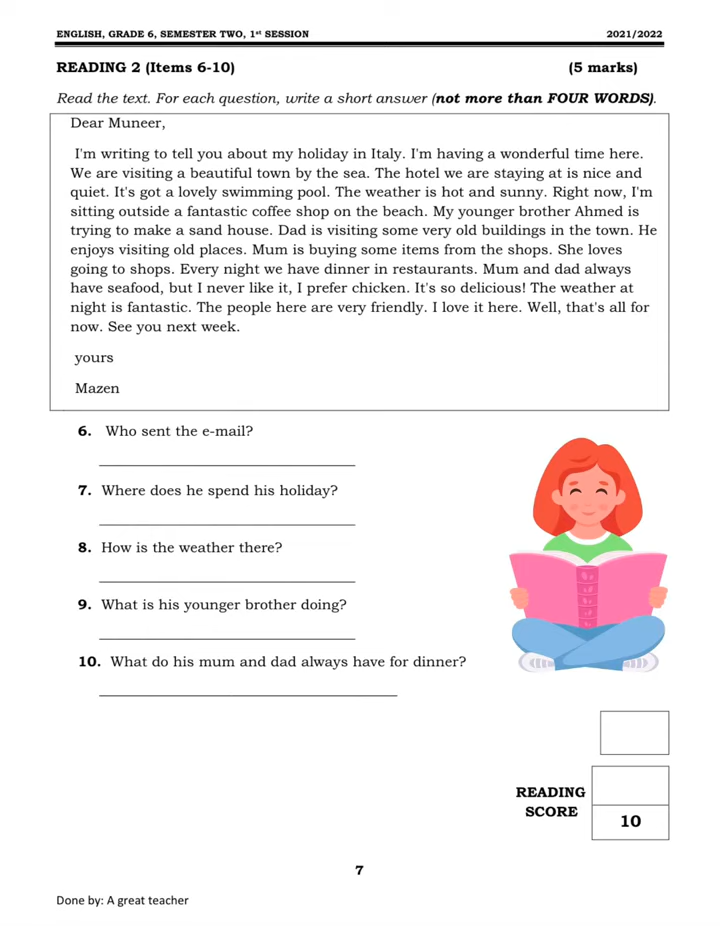 ENGLISH, GRADE 6, SEMESTER TWO, 1st SESSION 2021/2022
READING 2 (Items 6-10) (5 marks)
Read the text. For each question, write a short answer (not more than FOUR WORDS).
Dear Muneer,
I'm writing to tell you about my holiday in Italy. I'm having a wonderful time here.
We are visiting a beautiful town by the sea. The hotel we are staying at is nice and
quiet. It's got a lovely swimming pool. The weather is hot and sunny. Right now, I'm
sitting outside a fantastic coffee shop on the beach. My younger brother Ahmed is
trying to make a sand house. Dad is visiting some very old buildings in the town. He
enjoys visiting old places. Mum is buying some items from the shops. She loves
going to shops. Every night we have dinner in restaurants. Mum and dad always
have seafood, but I never like it, I prefer chicken. It's so delicious! The weather at
night is fantastic. The people here are very friendly. I love it here. Well, that's all for
now. See you next week.
yours
Mazen
6. Who sent the e-mail?
7. Where does he spend his holiday?
8. How is the weather there?
9. What is his younger brother doing?
10. What do his mum and dad always have for dinner?
READING
SCORE
10
7
Done by: A great teacher